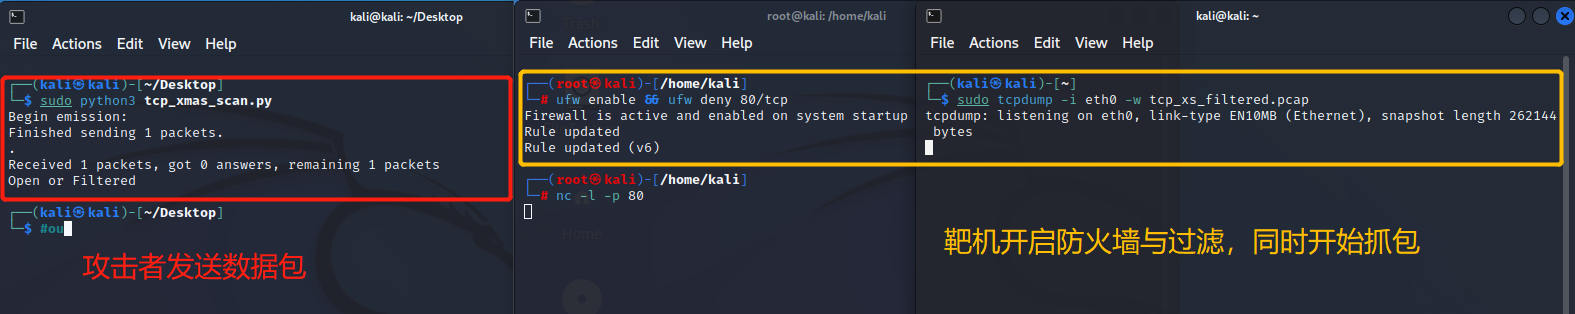 kali@kali: ~/Desktop
File Actions Edit View Help
┌──(kali㉿kali)-[~/Desktop]
└─$ sudo python3 tcp_xmas_scan.py
Begin emission:
Finished sending 1 packets.
.
Received 1 packets, got 0 answers, remaining 1 packets
Open or Filtered
┌──(kali㉿kali)-[~/Desktop]
└─$ #ou
攻击者发送数据包
root@kali: /home/kali
File Actions Edit View Help
┌──(root㉿kali)-[/home/kali]
└─# ufw enable && ufw deny 80/tcp
Firewall is active and enabled on system startup
Rule updated
Rule updated (v6)
┌──(root㉿kali)-[/home/kali]
└─# nc -l -p 80
Home
kali@kali: ~
File Actions Edit View Help
┌──(kali㉿kali)-[~]
└─$ sudo tcpdump -i eth0 -w tcp_xs_filtered.pcap
tcpdump: listening on eth0, link-type EN10MB (Ethernet), snapshot length 262144
bytes
靶机开启防火墙与过滤，同时开始抓包